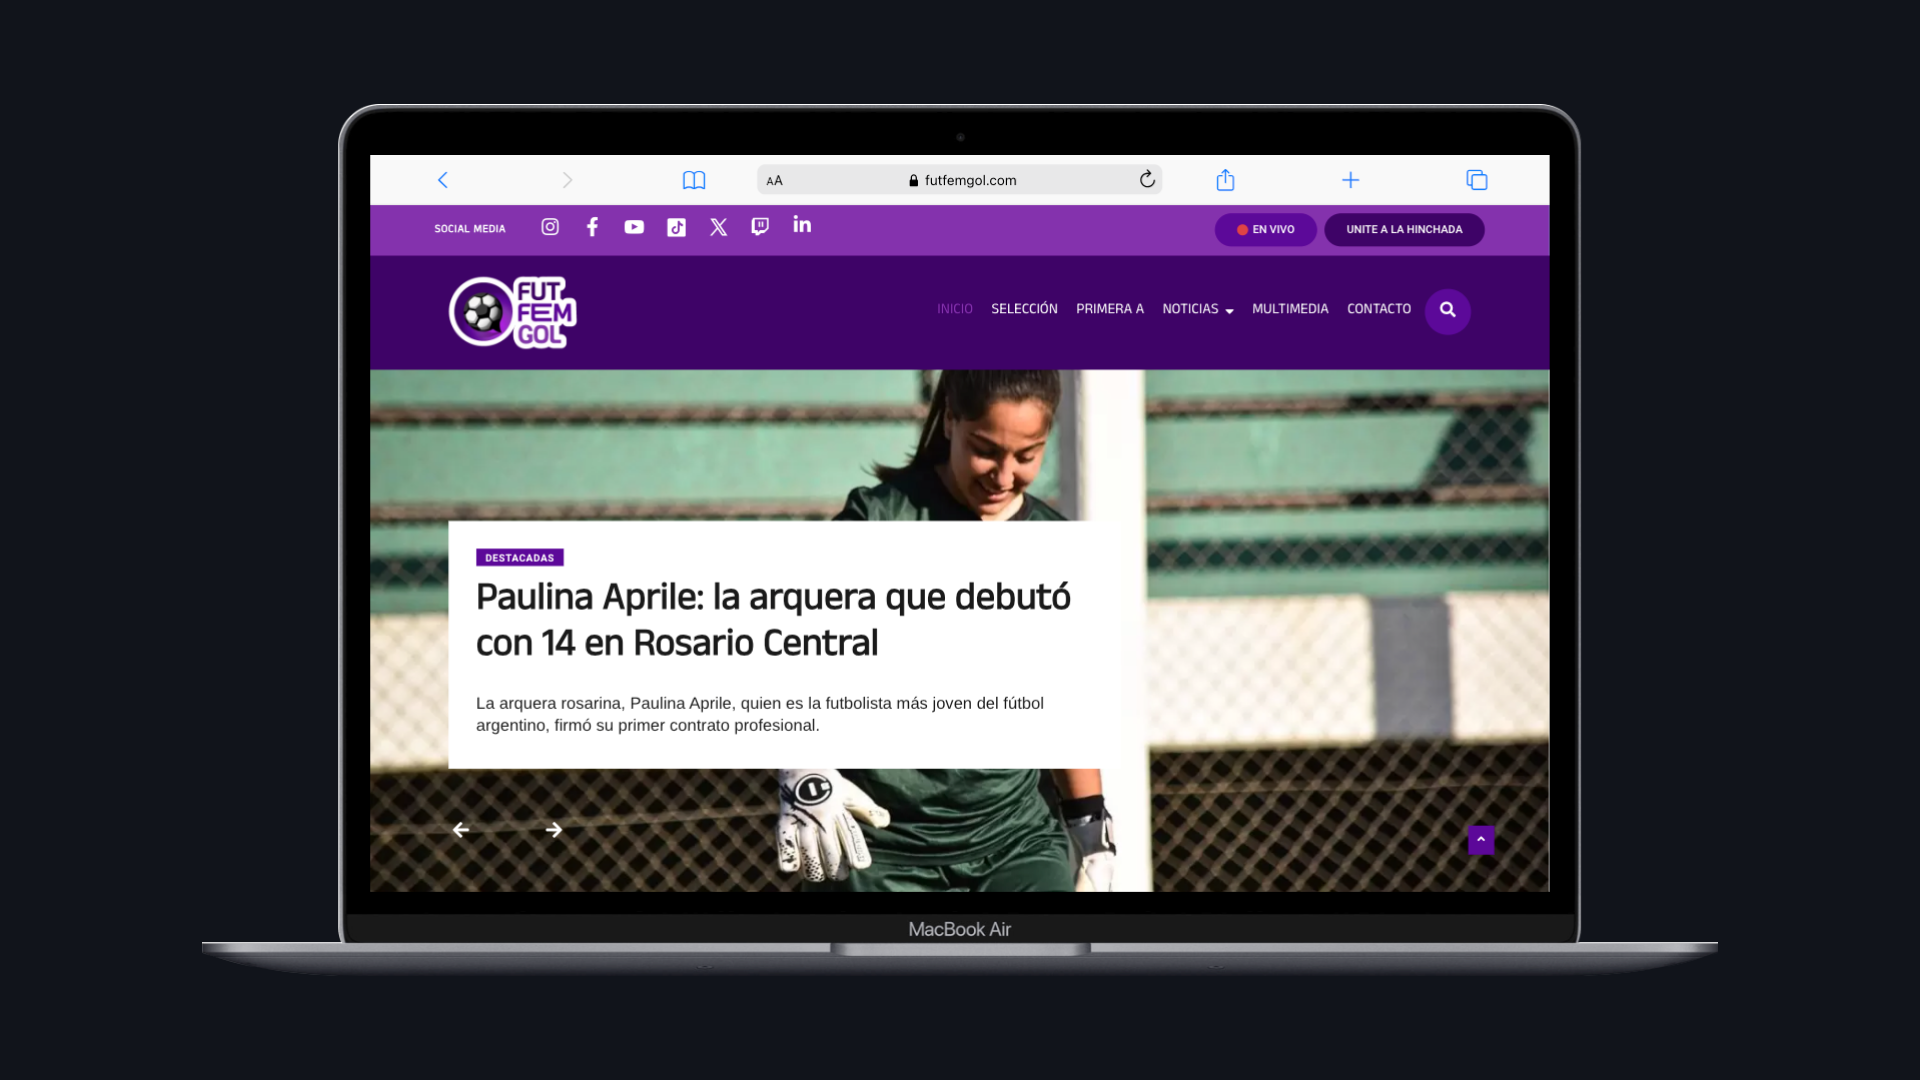 AA
futfemgol.com
SOCIAL MEDIA
EN VIVO
UNITE A LA HINCHADA
FUT
FEM
GOL
INICIO
SELECCIÓN
PRIMERA A
NOTICIAS
MULTIMEDIA
CONTACTO
DESTACADAS
Paulina Aprile: la arquera que debutó
con 14 en Rosario Central
La arquera rosarina, Paulina Aprile, quien es la futbolista más joven del fútbol
argentino, firmó su primer contrato profesional.
MacBook Air